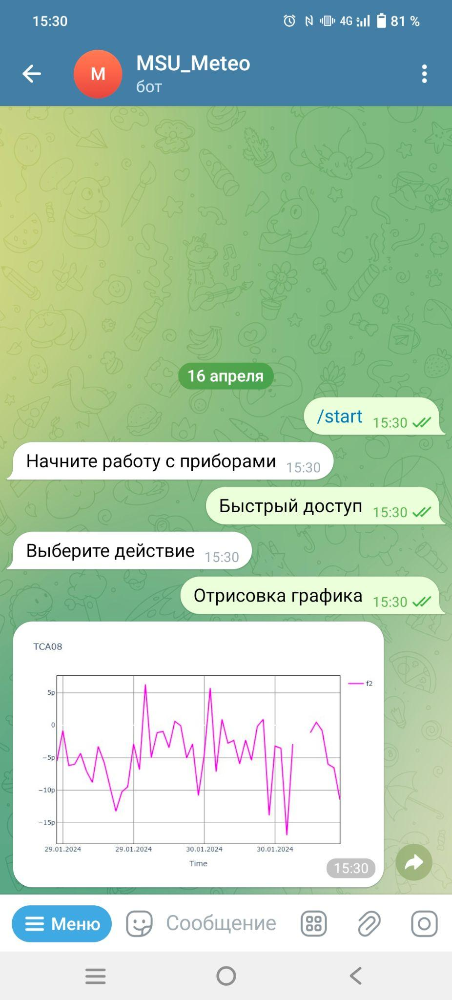 15:30
4G
81 %
M
MSU_Meteo
бот
16 апреля
/start 15:30
Начните работу с приборами 15:30
Быстрый доступ 15:30
Выберите действие 15:30
Отрисовка графика 15:30
TCA08
f2
5p
0
−5p
−10p
−15p
29.01.2024 29.01.2024 30.01.2024 30.01.2024
Time
15:30
Меню
Сообщение